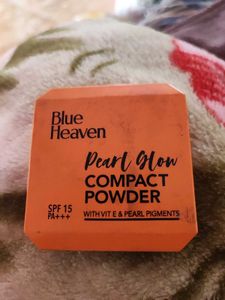 Blue
Heaven
Pearl Glow
COMPACT
POWDER
SPF 15
PA+++
WITH VIT E & PEARL PIGMENTS